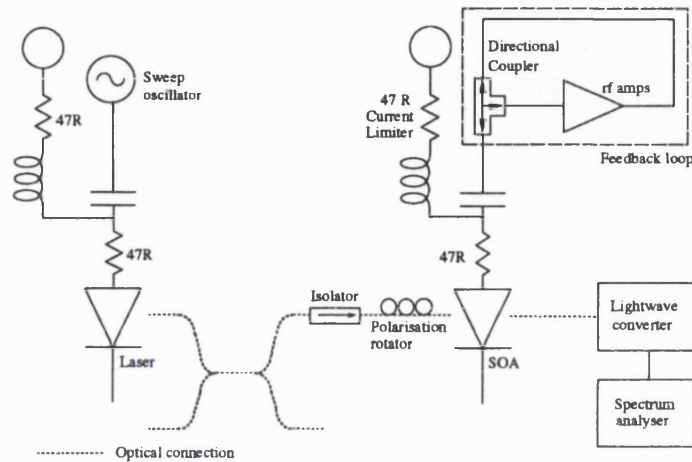 Directional
Coupler
rf amps
Sweep
oscillator
47R
47 R
Current
Limiter
Feedback loop
47R
47R
Isolator
Polarisation
rotator
Lightwave
converter
Laser
SOA
Spectrum
analyser
Optical connection